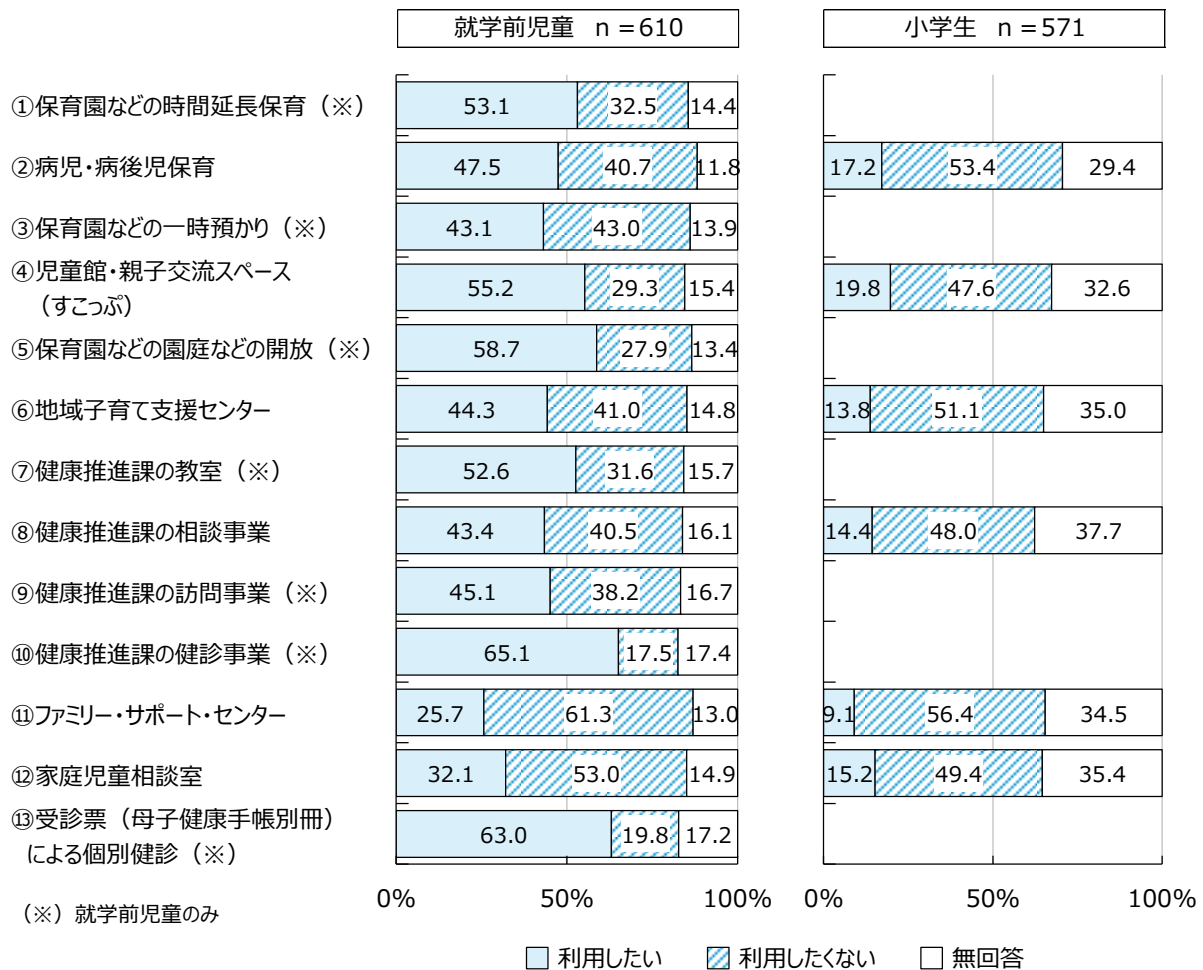 就学前児童 n＝610
小学生 n＝571
①保育園などの時間延長保育（※） 53.1 32.5 14.4
②病児・病後児保育 47.5 40.7 11.8 17.2 53.4 29.4
③保育園などの一時預かり（※） 43.1 43.0 13.9
④児童館・親子交流スペース
（すこっぷ） 55.2 29.3 15.4 19.8 47.6 32.6
⑤保育園などの園庭などの開放（※） 58.7 27.9 13.4
⑥地域子育て支援センター 44.3 41.0 14.8 13.8 51.1 35.0
⑦健康推進課の教室（※） 52.6 31.6 15.7
⑧健康推進課の相談事業 43.4 40.5 16.1 14.4 48.0 37.7
⑨健康推進課の訪問事業（※） 45.1 38.2 16.7
⑩健康推進課の健診事業（※） 65.1 17.5 17.4
⑪ファミリー・サポート・センター 25.7 61.3 13.0 9.1 56.4 34.5
⑫家庭児童相談室 32.1 53.0 14.9 15.2 49.4 35.4
⑬受診票（母子健康手帳別冊）
による個別健診（※） 63.0 19.8 17.2
0% 50% 100% 0% 50% 100%
（※）就学前児童のみ
利用したい 利用したくない 無回答